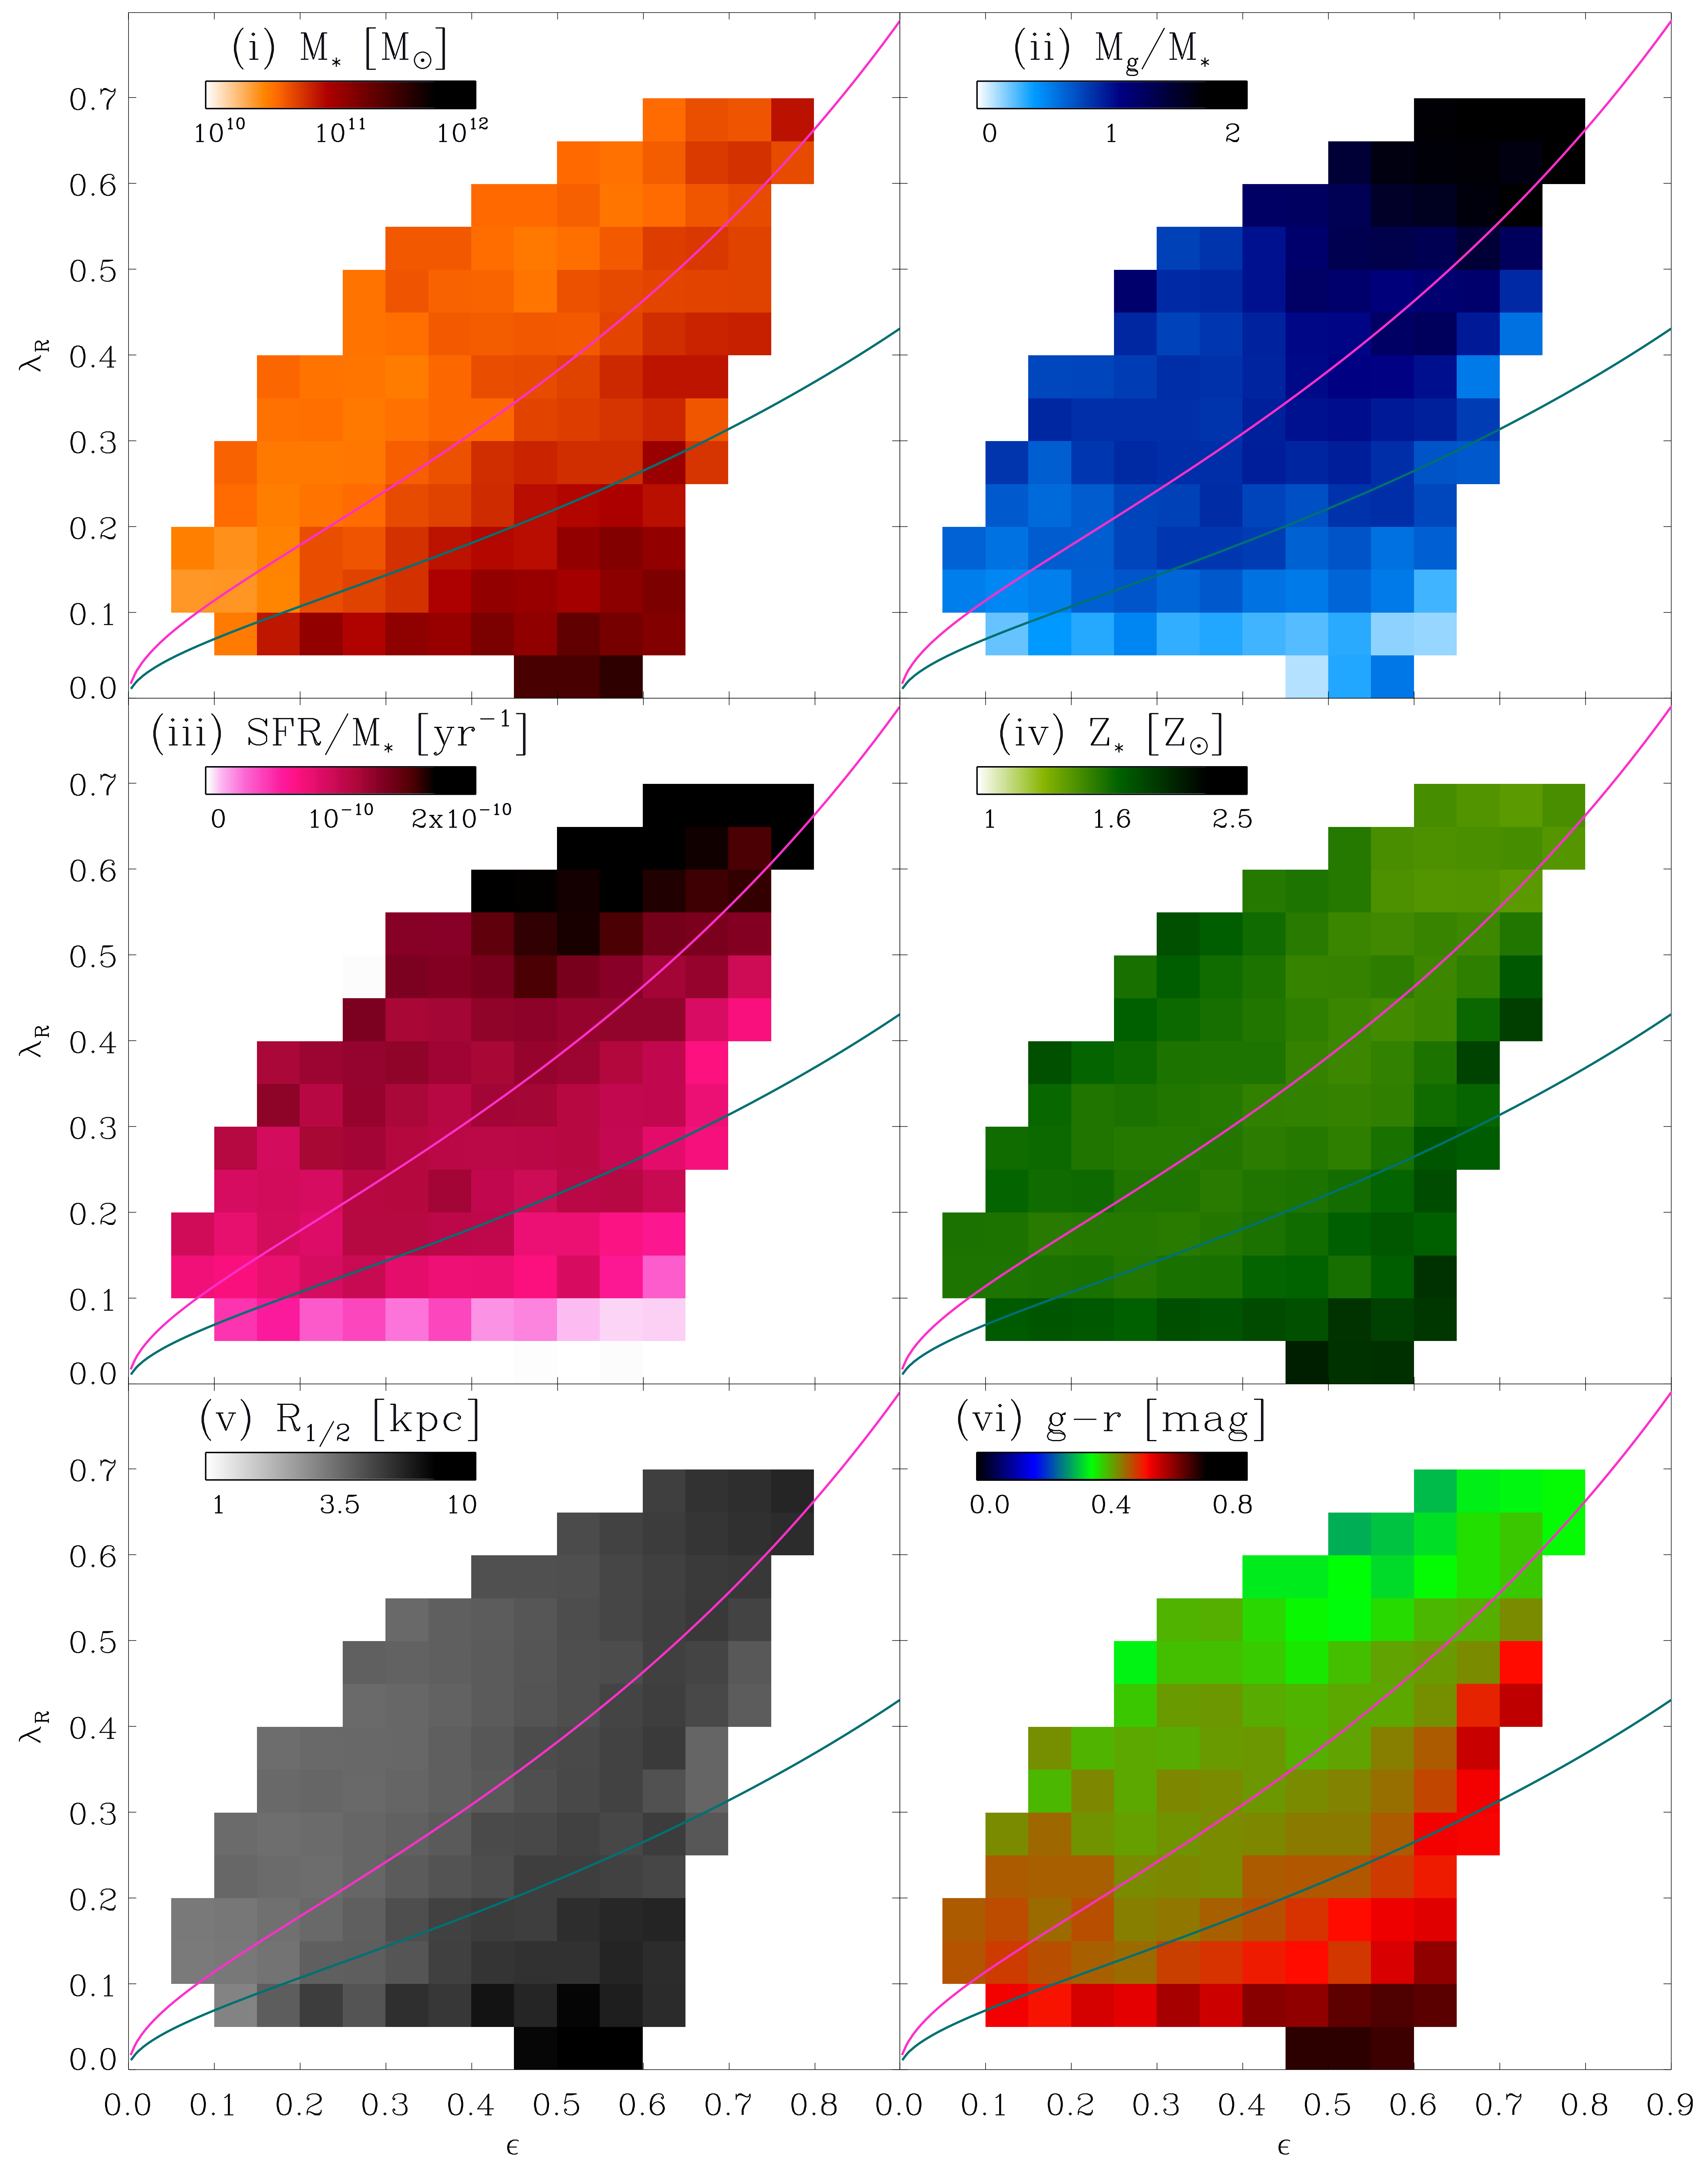 (i) M* [M⊙]
10¹⁰ 10¹¹ 10¹²
(ii) Mg/M*
0 1 2
0.7
0.6
0.5
0.4
0.3
0.2
0.1
0.0
λR
(iii) SFR/M* [yr⁻¹]
0 10⁻¹⁰ 2x10⁻¹⁰
(iv) Z* [Z⊙]
1 1.6 2.5
0.7
0.6
0.5
0.4
0.3
0.2
0.1
0.0
λR
(v) R1/2 [kpc]
1 3.5 10
(vi) g−r [mag]
0.0 0.4 0.8
0.7
0.6
0.5
0.4
0.3
0.2
0.1
0.0
λR
0.0 0.1 0.2 0.3 0.4 0.5 0.6 0.7 0.8 0.0 0.1 0.2 0.3 0.4 0.5 0.6 0.7 0.8 0.9
ϵ ϵ